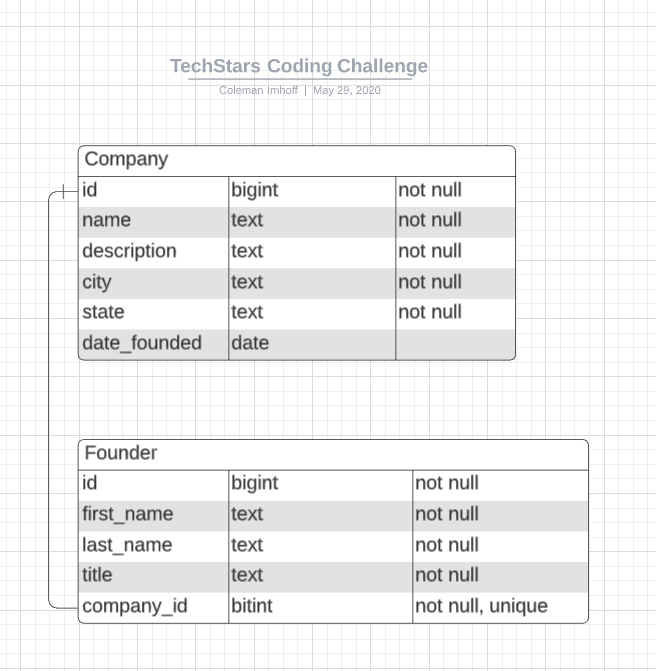 TechStars Coding Challenge
Coleman Imhoff | May 29, 2020
Company
id bigint not null
name text not null
description text not null
city text not null
state text not null
date_founded date
Founder
id bigint not null
first_name text not null
last_name text not null
title text not null
company_id bitint not null, unique